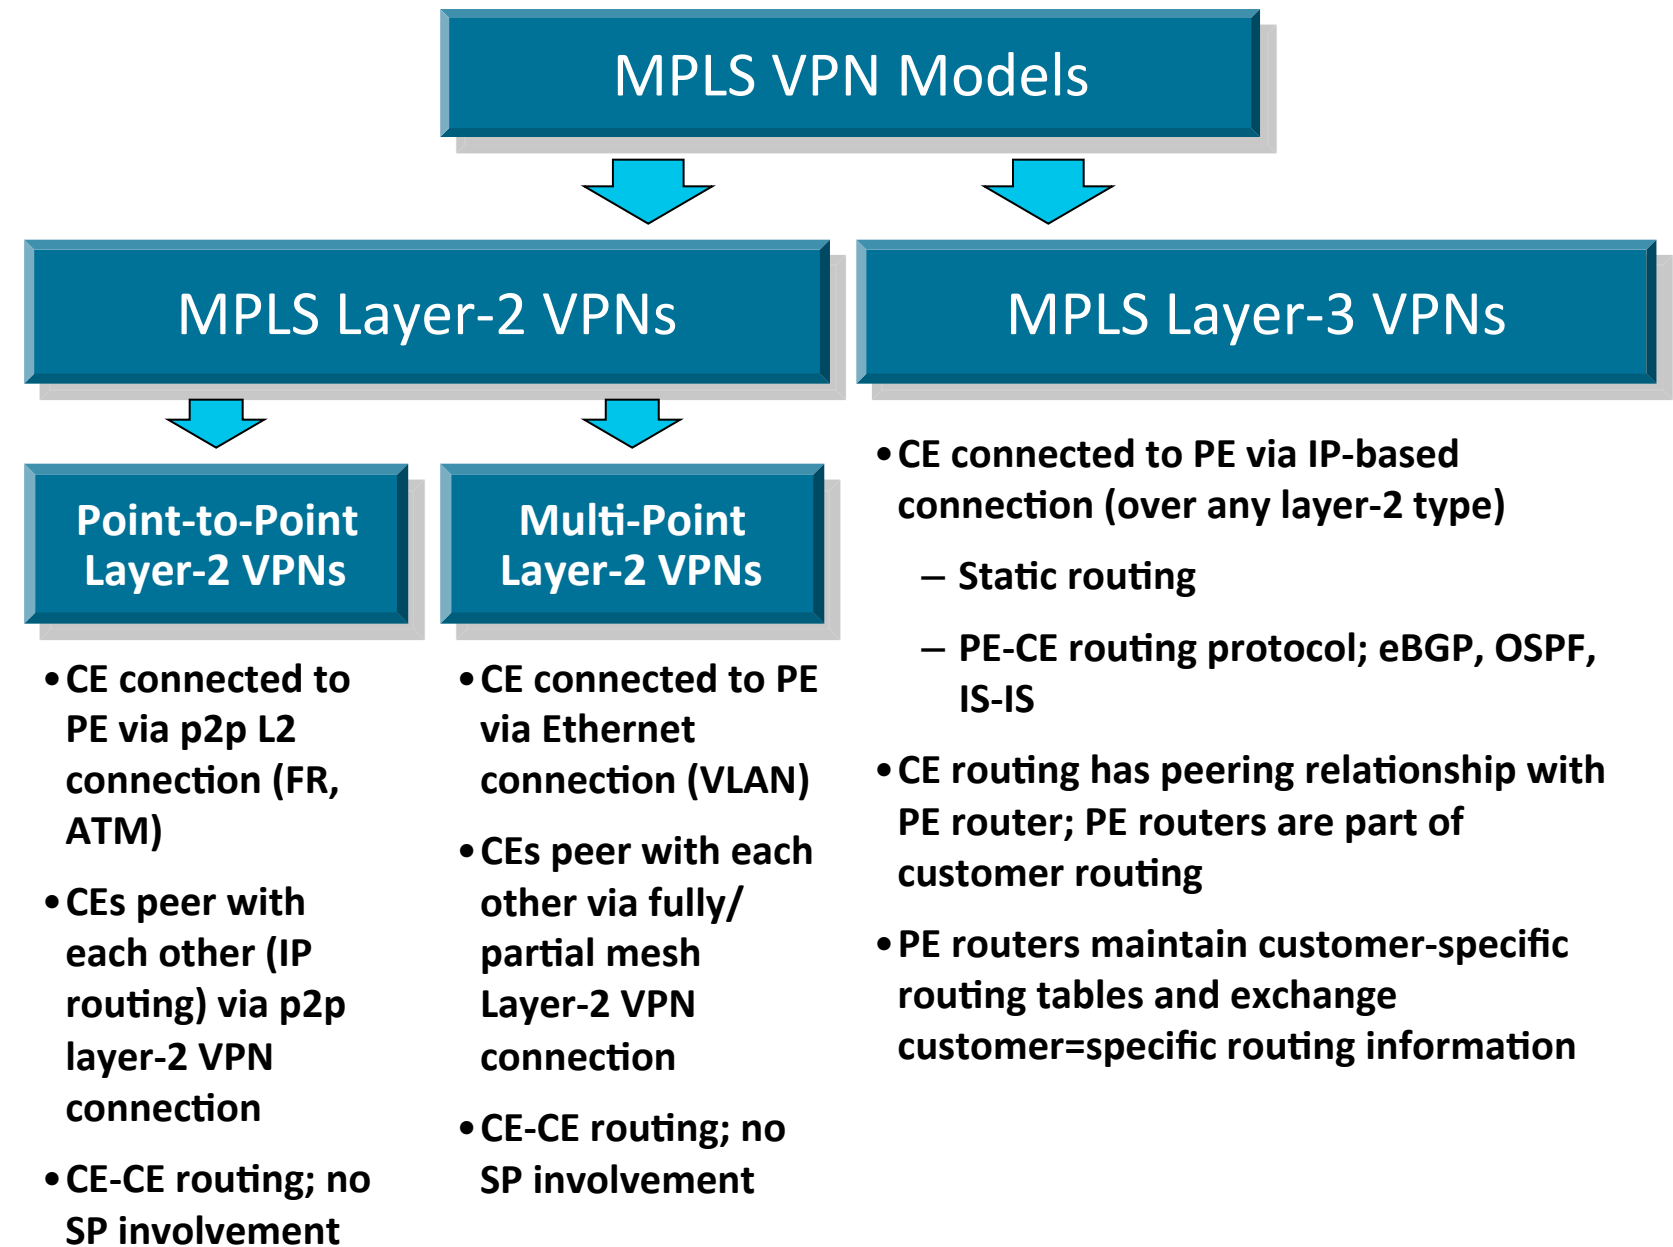 MPLS VPN Models
MPLS Layer-2 VPNs
MPLS Layer-3 VPNs
Point-to-Point
Layer-2 VPNs
•CE connected to
PE via p2p L2
connection (FR,
ATM)
•CEs peer with
each other (IP
routing) via p2p
layer-2 VPN
connection
•CE-CE routing; no
SP involvement
Multi-Point
Layer-2 VPNs
•CE connected to PE
via Ethernet
connection (VLAN)
•CEs peer with each
other via fully/
partial mesh
Layer-2 VPN
connection
•CE-CE routing; no
SP involvement
•CE connected to PE via IP-based
connection (over any layer-2 type)
– Static routing
– PE-CE routing protocol; eBGP, OSPF,
IS-IS
•CE routing has peering relationship with
PE router; PE routers are part of
customer routing
•PE routers maintain customer-specific
routing tables and exchange
customer=specific routing information